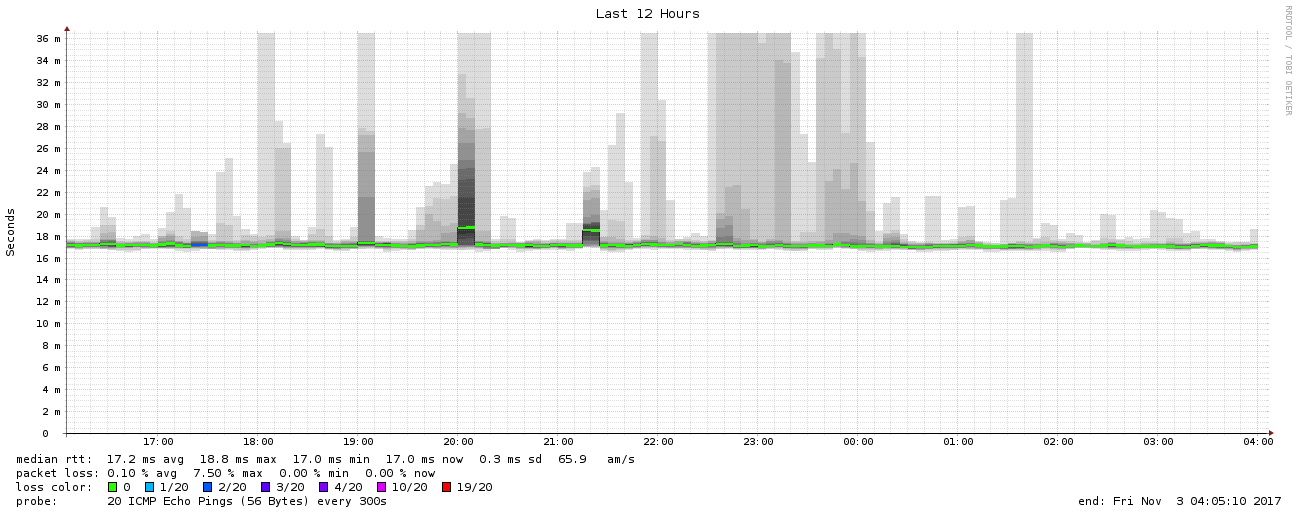 Last 12 Hours
RRDTOOL / TOBI OETIKER
Seconds
36 m
34 m
32 m
30 m
28 m
26 m
24 m
22 m
20 m
18 m
16 m
14 m
12 m
10 m
8 m
6 m
4 m
2 m
0
17:00 18:00 19:00 20:00 21:00 22:00 23:00 00:00 01:00 02:00 03:00 04:00
median rtt: 17.2 ms avg 18.8 ms max 17.0 ms min 17.0 ms now 0.3 ms sd 65.9 am/s
packet loss: 0.10 % avg 7.50 % max 0.00 % min 0.00 % now
loss color: 0 1/20 2/20 3/20 4/20 10/20 19/20
probe: 20 ICMP Echo Pings (56 Bytes) every 300s end: Fri Nov 3 04:05:10 2017